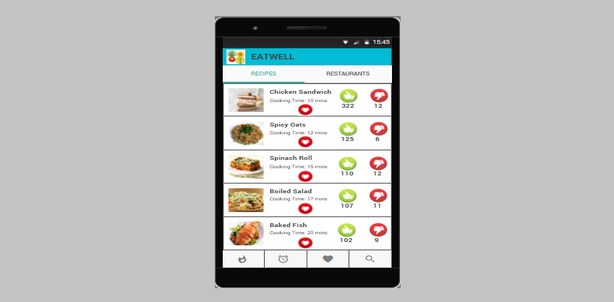 15:45
EATWELL
RECIPES RESTAURANTS
Chicken Sandwich
Cooking Time: 10 mins
322 12
Spicy Oats
Cooking Time: 12 mins
125 6
Spinach Roll
Cooking Time: 15 mins
110 12
Boiled Salad
Cooking Time: 17 mins
107 11
Baked Fish
Cooking Time: 20 mins
102 9